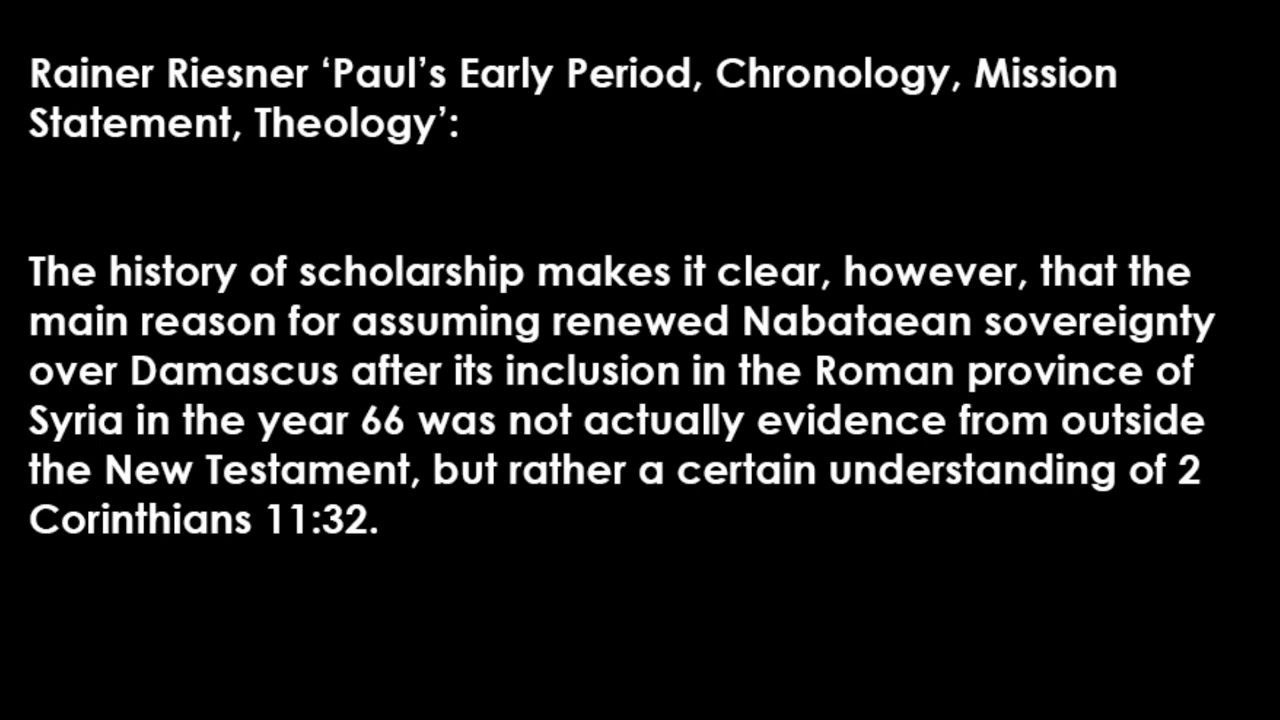 Rainer Riesner ‘Paul’s Early Period, Chronology, Mission
Statement, Theology’:
The history of scholarship makes it clear, however, that the
main reason for assuming renewed Nabataean sovereignty
over Damascus after its inclusion in the Roman province of
Syria in the year 66 was not actually evidence from outside
the New Testament, but rather a certain understanding of 2
Corinthians 11:32.